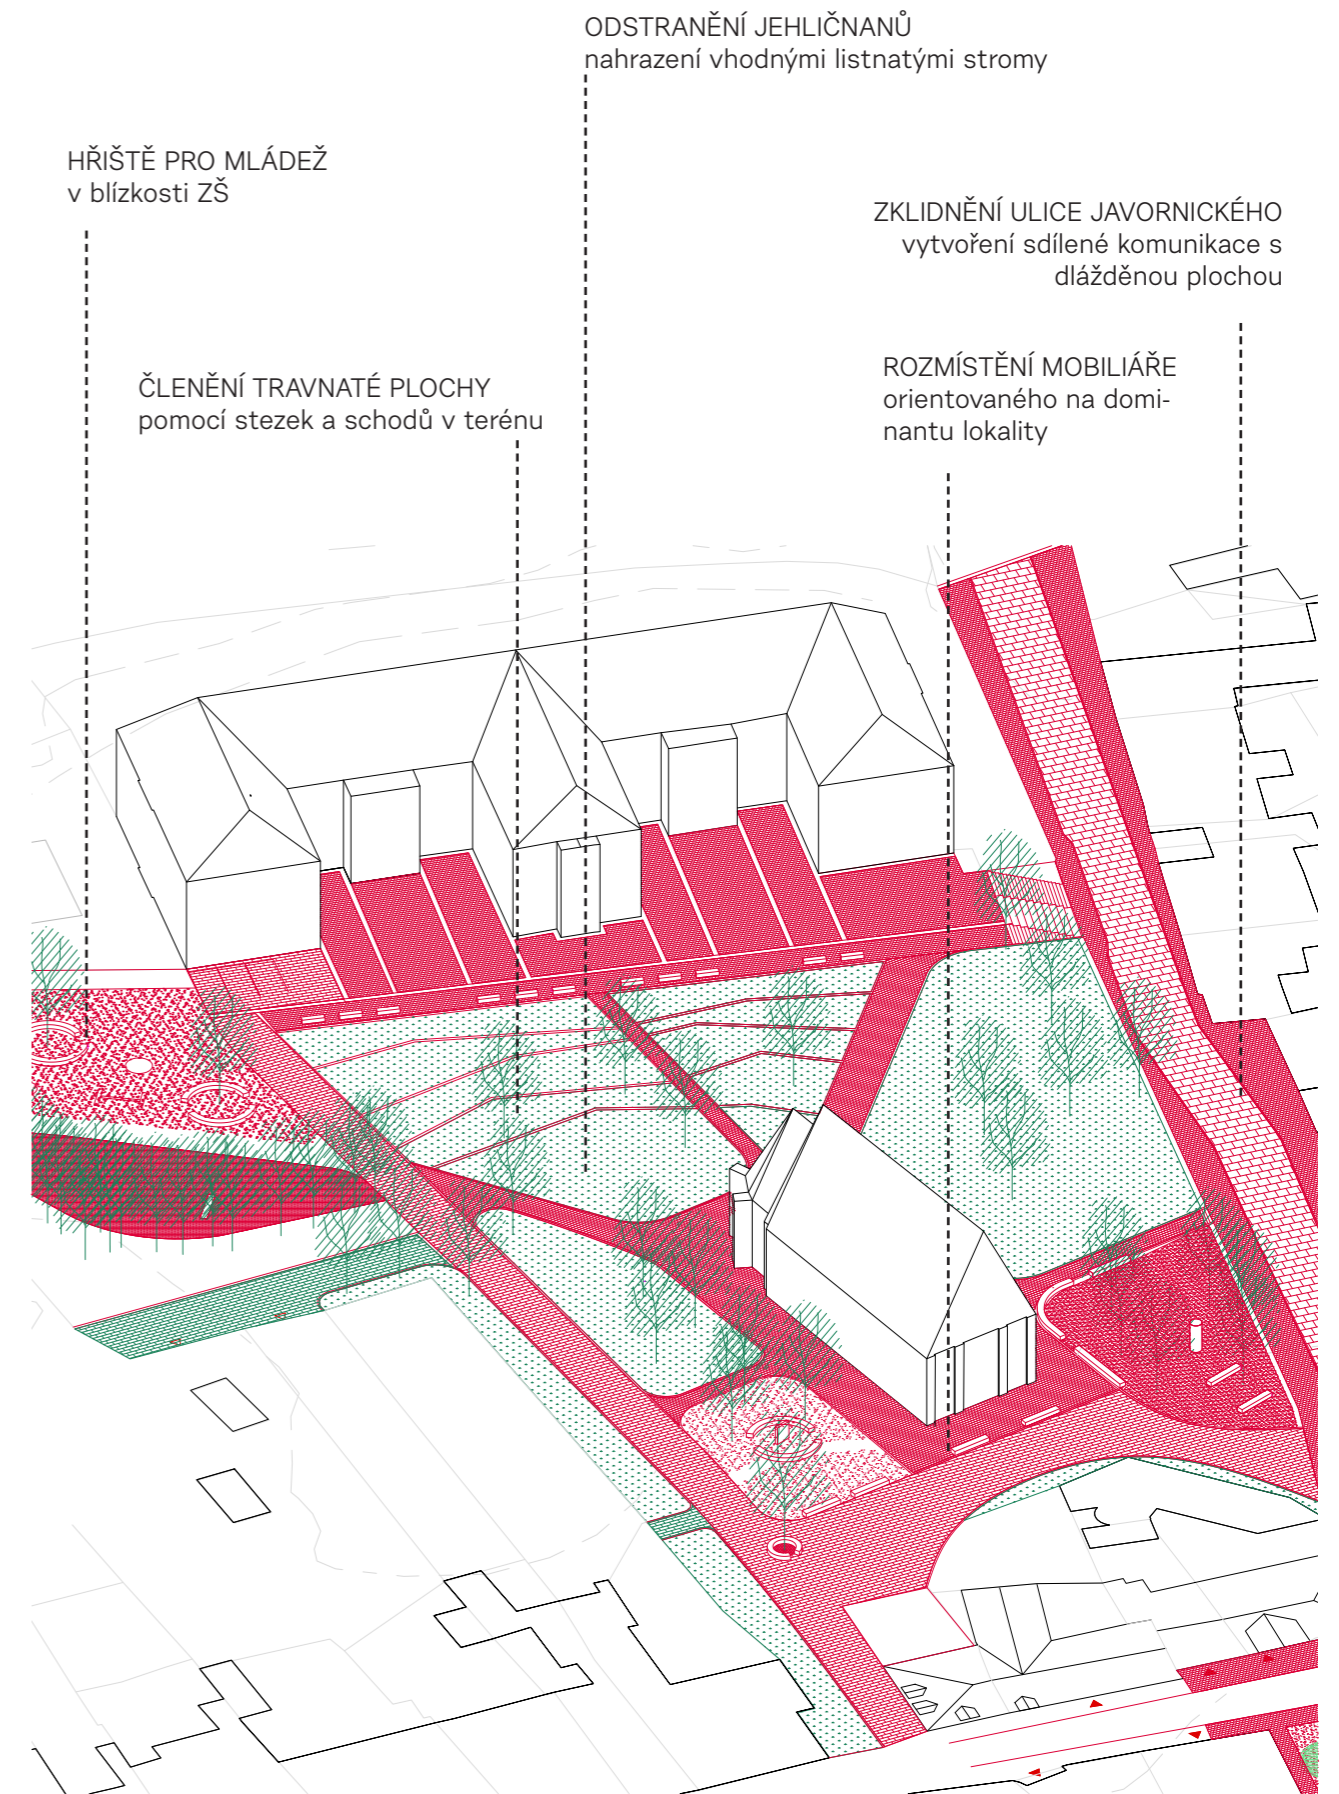 ODSTRANĚNÍ JEHLIČNANŮ
nahrazení vhodnými listnatými stromy
HŘIŠTĚ PRO MLÁDEŽ
v blízkosti ZŠ
ZKLIDNĚNÍ ULICE JAVORNICKÉHO
vytvoření sdílené komunikace s
dlážděnou plochou
ČLENĚNÍ TRAVNATÉ PLOCHY
pomocí stezek a schodů v terénu
ROZMÍSTĚNÍ MOBILIÁŘE
orientovaného na domi-
nantu lokality